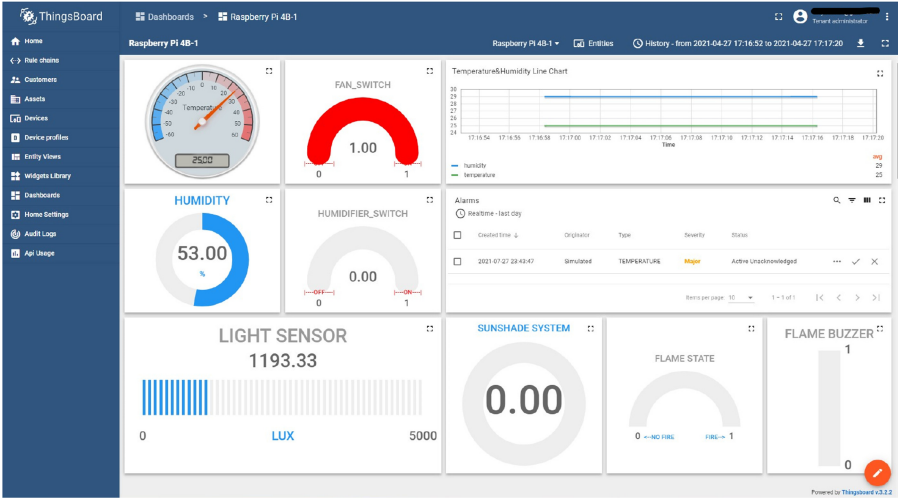 ThingsBoard
Dashboards > Raspberry Pi 4B-1
Tenant administrator
Home
Rule chains
Customers
Assets
Devices
Device profiles
Entity Views
Widgets Library
Dashboards
Home Settings
Audit Logs
Api Usage
Raspberry Pi 4B-1
Raspberry Pi 4B-1 Entities History - from 2021-04-27 17:16:52 to 2021-04-27 17:17:20
-60 -50 -40 -30 -20 -10 0 10 20 30 40 50 60
Temperature
25.00
FAN_SWITCH
1.00
0 1
Temperature&Humidity Line Chart
30
29
28
27
26
25
24
17:16:54 17:16:56 17:16:58 17:17:00 17:17:02 17:17:04 17:17:06 17:17:08 17:17:10 17:17:12 17:17:14 17:17:16 17:17:18 17:17:20
Time
avg
humidity 29
temperature 25
HUMIDITY
53.00
%
HUMIDIFIER_SWITCH
0.00
OFF ON
0 1
Alarms
Realtime - last day
Created time ↓ Originator Type Severity Status
2021-07-27 23:43:47 Simulated TEMPERATURE Major Active Unacknowledged
Items per page: 10 1 – 1 of 1
LIGHT SENSOR
1193.33
0 LUX 5000
SUNSHADE SYSTEM
0.00
FLAME STATE
0 <--NO FIRE FIRE--> 1
FLAME BUZZER
1
0
Powered by Thingsboard v.3.2.2